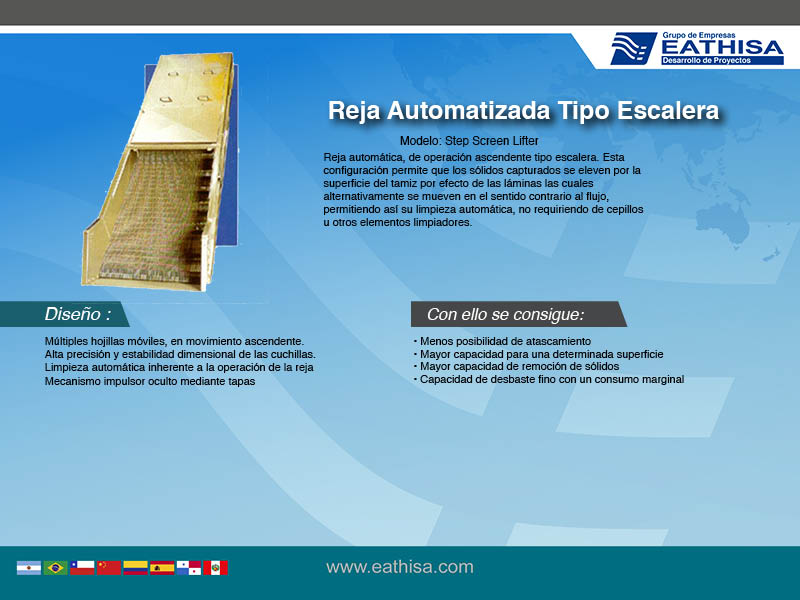 Grupo de Empresas
EATHISA
Desarrollo de Proyectos
Reja Automatizada Tipo Escalera
Modelo: Step Screen Lifter
Reja automática, de operación ascendente tipo escalera. Esta
configuración permite que los sólidos capturados se eleven por la
superficie del tamiz por efecto de las láminas las cuales
alternativamente se mueven en el sentido contrario al flujo,
permitiendo así su limpieza automática, no requiriendo de cepillos
u otros elementos limpiadores.
Diseño :
Múltiples hojillas móviles, en movimiento ascendente.
Alta precisión y estabilidad dimensional de las cuchillas.
Limpieza automática inherente a la operación de la reja
Mecanismo impulsor oculto mediante tapas
Con ello se consigue:
· Menos posibilidad de atascamiento
· Mayor capacidad para una determinada superficie
· Mayor capacidad de remoción de sólidos
· Capacidad de desbaste fino con un consumo marginal
www.eathisa.com